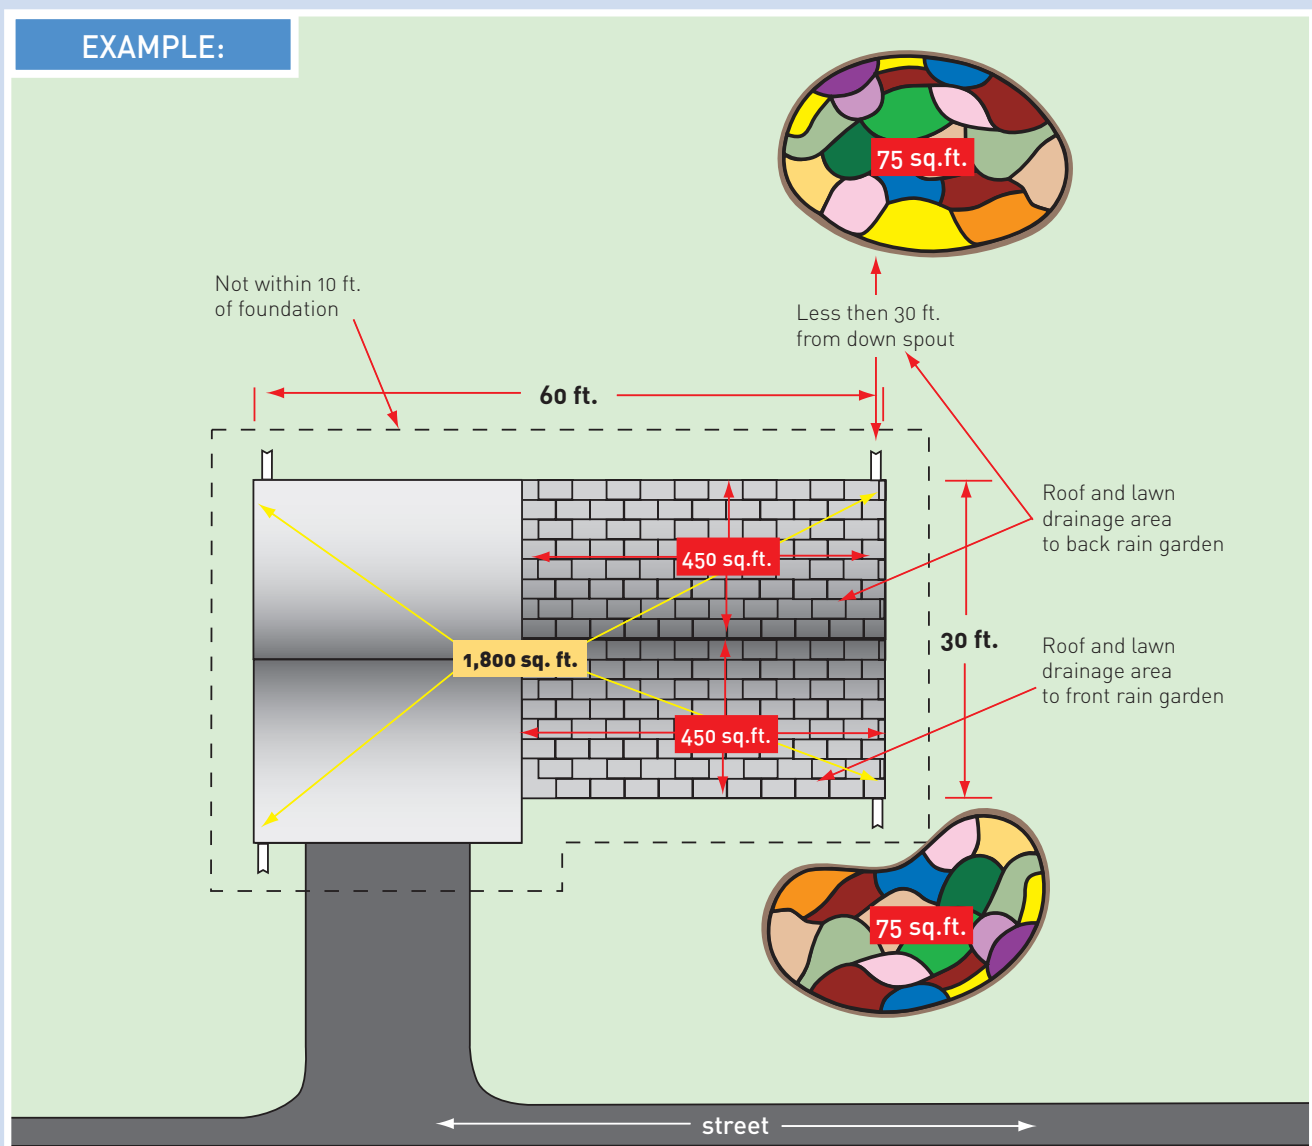 EXAMPLE:
75 sq.ft.
Not within 10 ft.
of foundation
Less then 30 ft.
from down spout
60 ft.
Roof and lawn
drainage area
to back rain garden
450 sq.ft.
1,800 sq. ft.
30 ft.
Roof and lawn
drainage area
to front rain garden
450 sq.ft.
75 sq.ft.
street